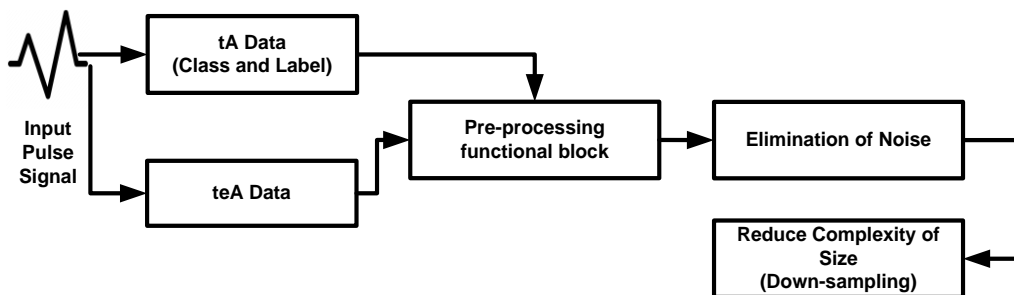 Input
Pulse
Signal
tA Data
(Class and Label)
teA Data
Pre-processing
functional block
Elimination of Noise
Reduce Complexity of
Size
(Down-sampling)